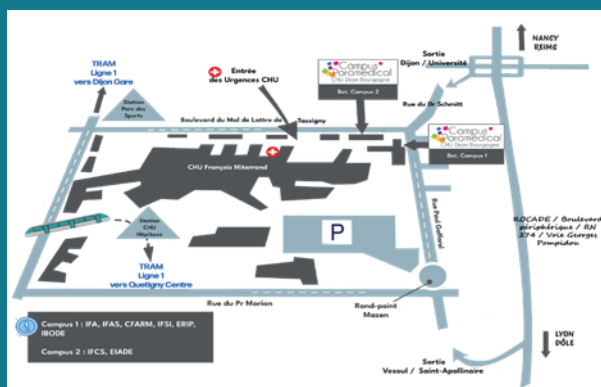 NANCY
REIMS
Sortie
Dijon / Université
TRAM
Ligne 1
vers Dijon Gare
Entrée
des Urgences CHU
Campus
Paramédical
CHU Dijon Bourgogne
Bat. Campus 2
Station
Parc des
Sports
Rue du Dr Schmitt
Boulevard du Mal de Lattre de Tassigny
Campus
Paramédical
CHU Dijon Bourgogne
Bat. Campus 1
CHU François Mitterrand
Rue Paul Gaffarel
ROCADE / Boulevard
périphérique / RN
274 / Voie Georges
Pompidou
Station
CHU
Hôpitaux
P
TRAM
Ligne 1
vers Quetigny Centre
Rue du Pr Marion
Rond-point
Mazen
Campus 1 : IFA, IFAS, CFARM, IFSI, ERIP,
IBODE
Campus 2 : IFCS, EIADE
LYON
DÔLE
Sortie
Vesoul / Saint-Apollinaire